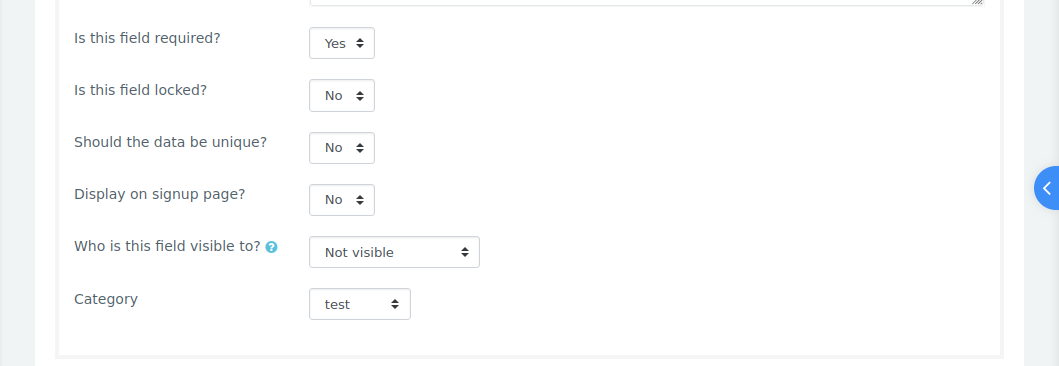 Is this field required?
Yes
Is this field locked?
No
Should the data be unique?
No
Display on signup page?
No
Who is this field visible to? ?
Not visible
Category
test